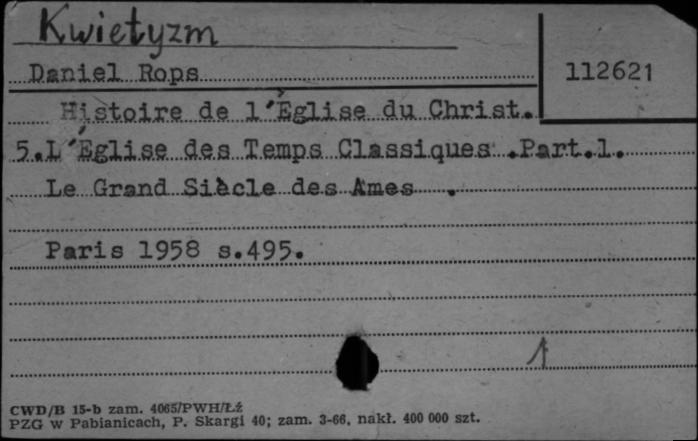 Kwietyzm
Daniel Rops
112621
Histoire de l'Église du Christ.
5.L'Église des Temps Classiques .Part.1.
Le Grand Siècle des Ames .
Paris 1958 s.495.
1
CWD/B 15-b zam. 4065/PWH/Łź
PZG w Pabianicach, P. Skargi 40; zam. 3-66, nakł. 400 000 szt.